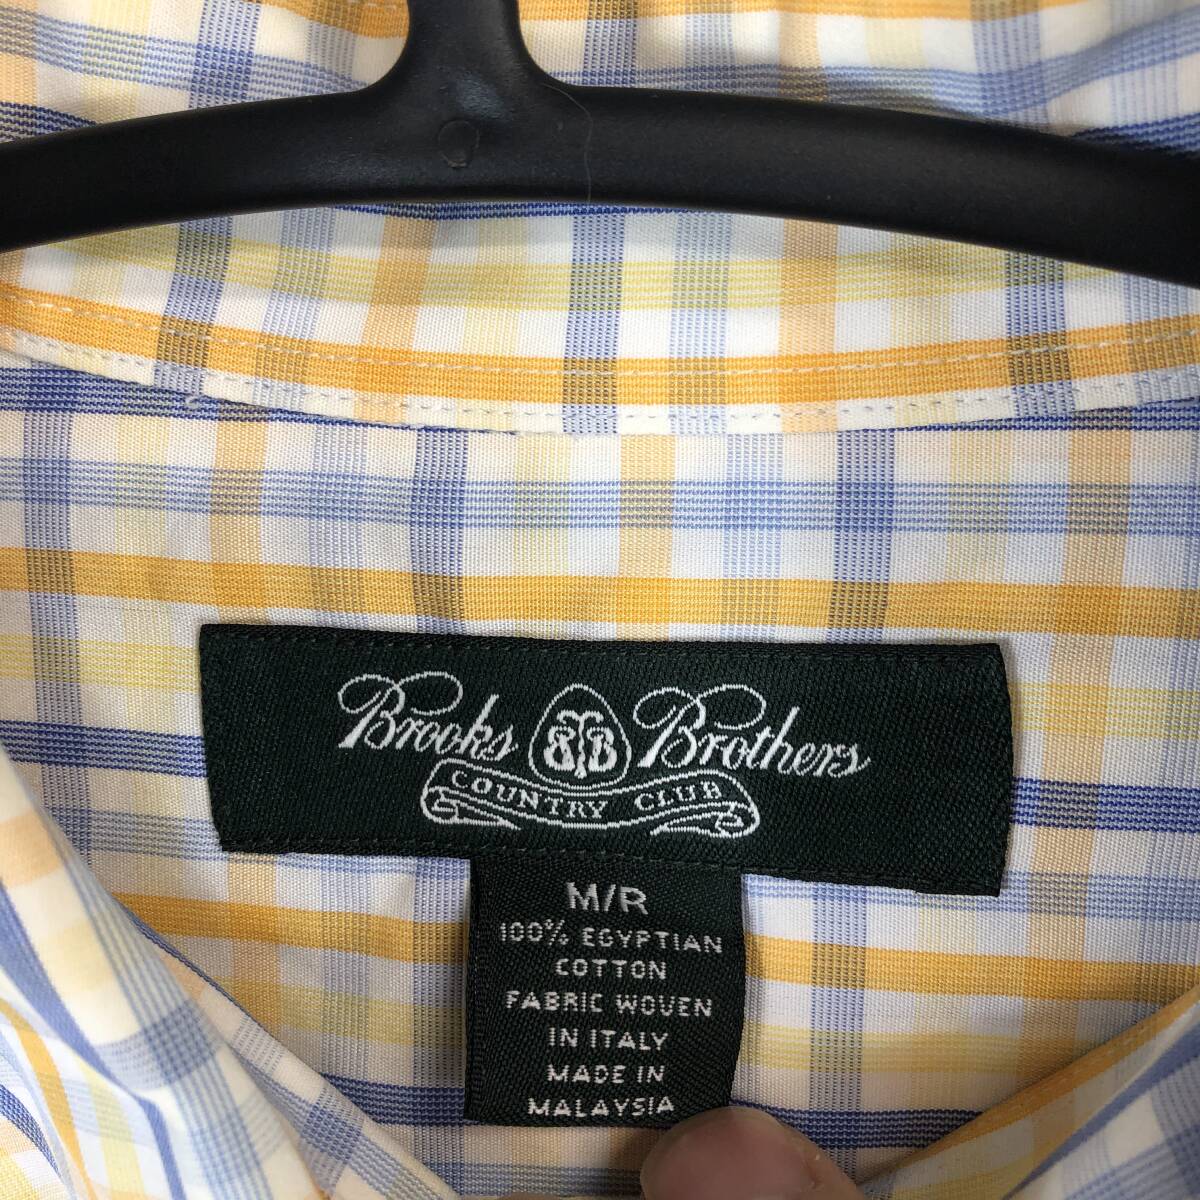 Brooks BB Brothers
COUNTRY CLUB
M/R
100% EGYPTIAN
COTTON
FABRIC WOVEN
IN ITALY
MADE IN
MALAYSIA